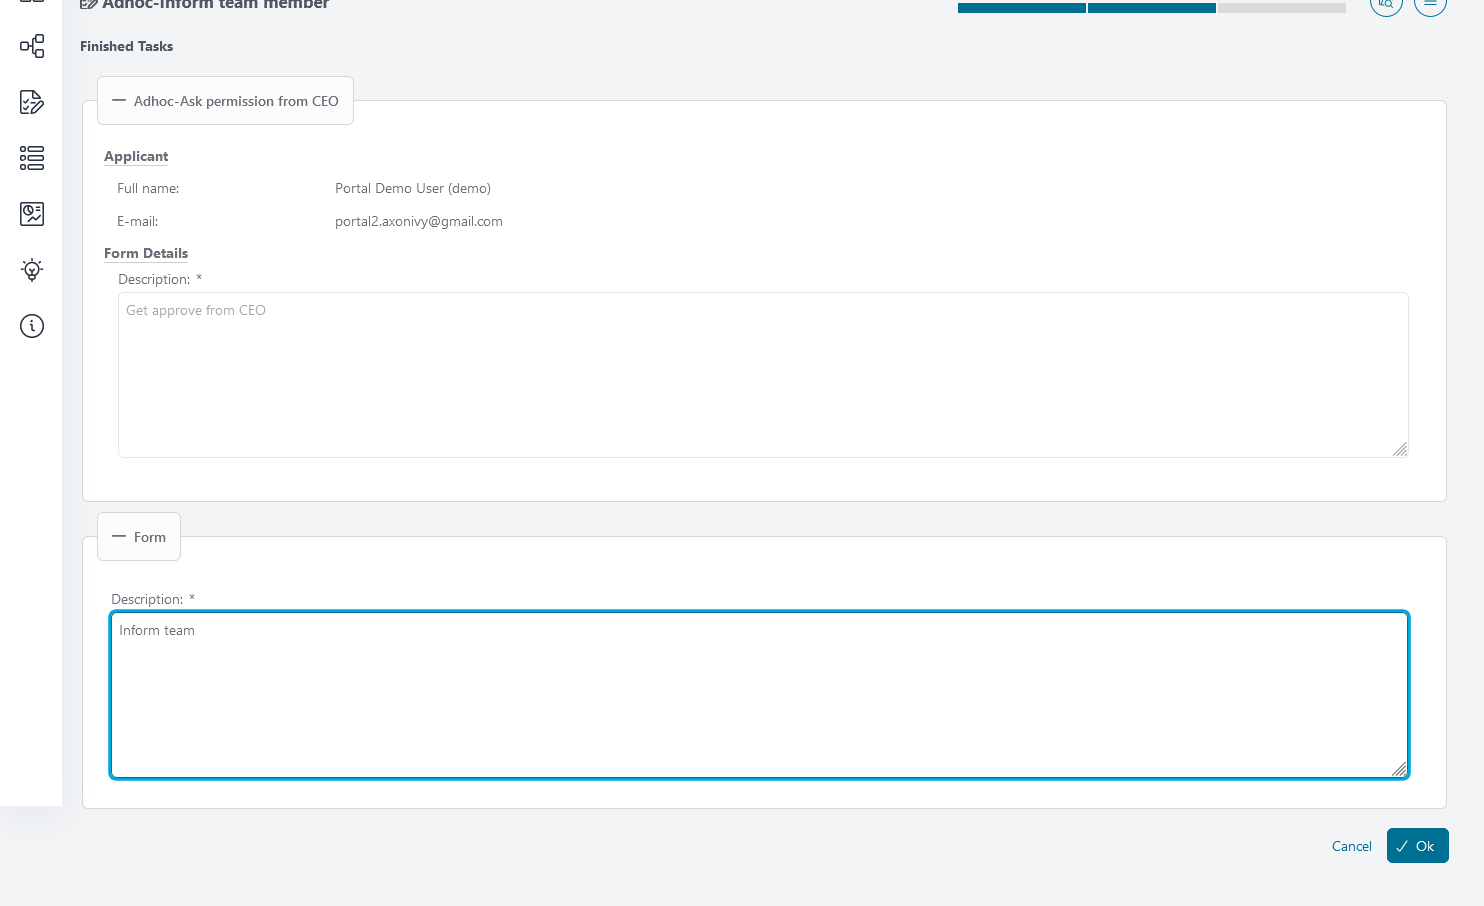 Adhoc-Inform team member
Finished Tasks
Adhoc-Ask permission from CEO
Applicant
Full name: Portal Demo User (demo)
E-mail: portal2.axonivy@gmail.com
Form Details
Description: *
Get approve from CEO
Form
Description: *
Inform team
Cancel Ok